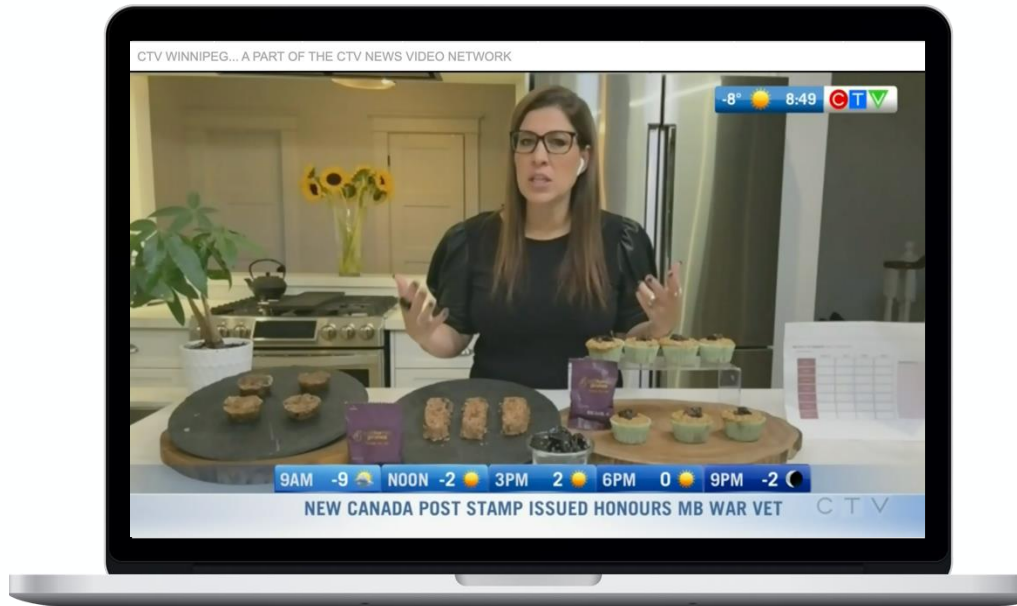 CTV WINNIPEG... A PART OF THE CTV NEWS VIDEO NETWORK
-8° 8:49 CTV
9AM -9 NOON -2 3PM 2 6PM 0 9PM -2
NEW CANADA POST STAMP ISSUED HONOURS MB WAR VET CTV